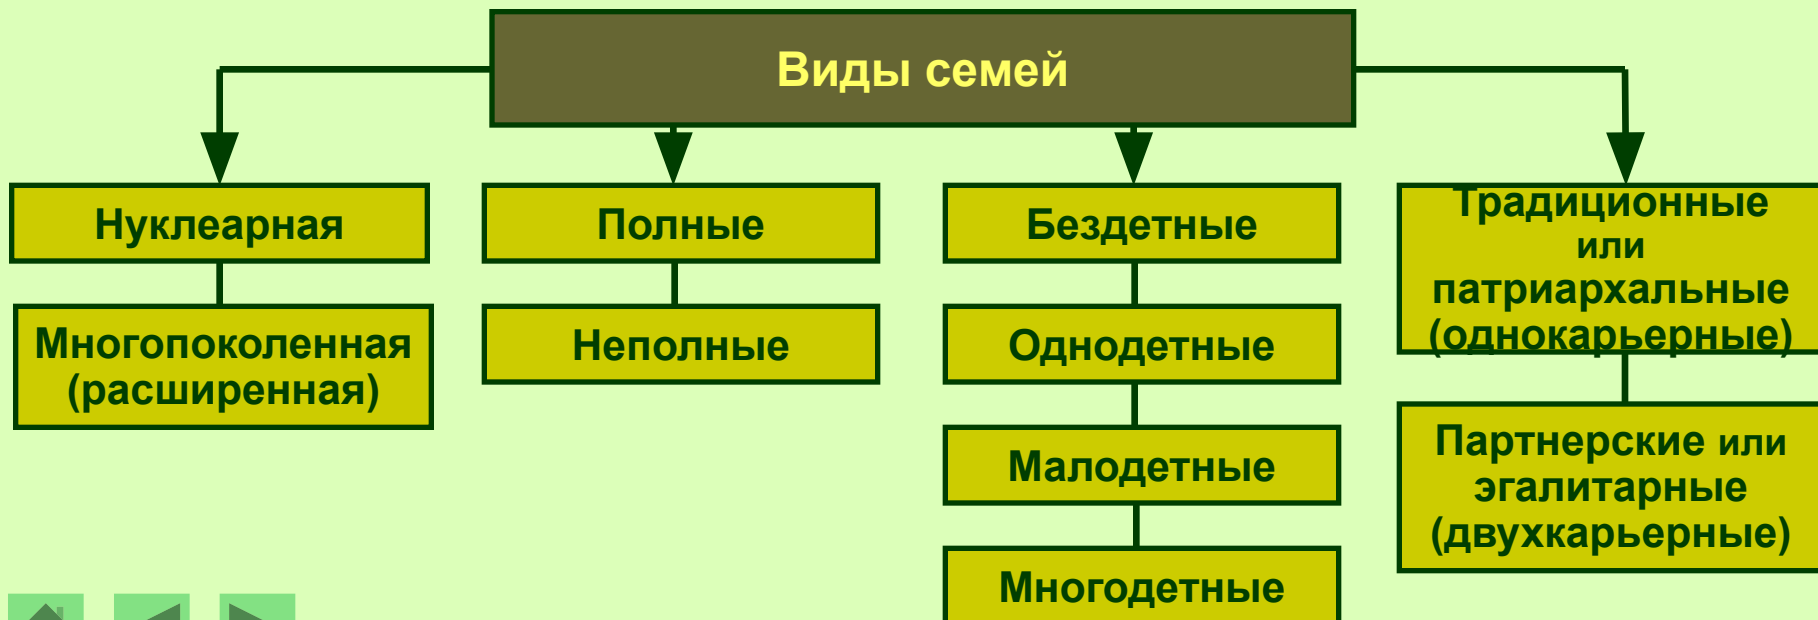 Виды семей
Нуклеарная
Многопоколенная
(расширенная)
Полные
Неполные
Бездетные
Однодетные
Малодетные
Многодетные
Традиционные
или
патриархальные
(однокарьерные)
Партнерские или
эгалитарные
(двухкарьерные)